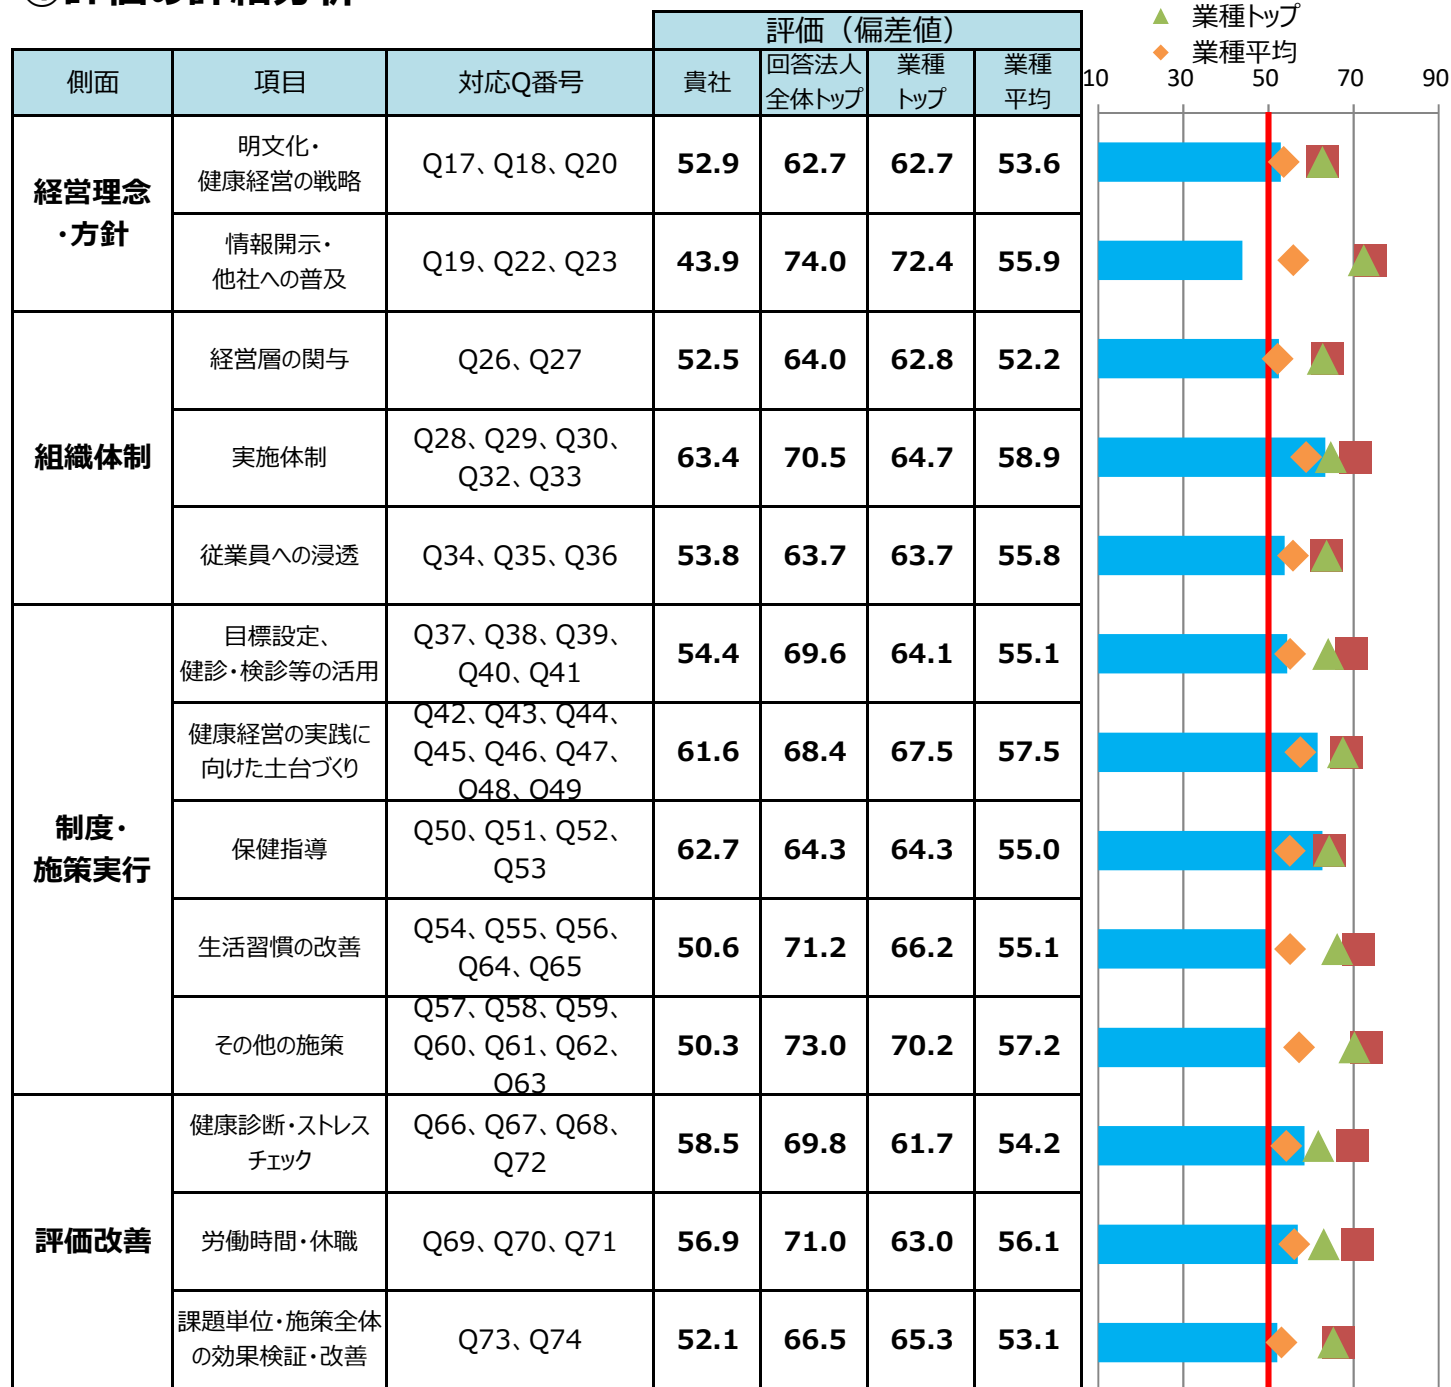 評価（偏差値）
側面 項目 対応Q番号 貴社 回答法人 業種 業種
全体トップ トップ 平均
▲ 業種トップ
◆ 業種平均
10 30 50 70 90
経営理念
・方針
明文化・
健康経営の戦略
Q17、Q18、Q20 52.9 62.7 62.7 53.6
情報開示・
他社への普及
Q19、Q22、Q23 43.9 74.0 72.4 55.9
組織体制
経営層の関与 Q26、Q27 52.5 64.0 62.8 52.2
実施体制
Q28、Q29、Q30、
Q32、Q33
63.4 70.5 64.7 58.9
従業員への浸透 Q34、Q35、Q36 53.8 63.7 63.7 55.8
制度・
施策実行
目標設定、
健診・検診等の活用
Q37、Q38、Q39、
Q40、Q41
54.4 69.6 64.1 55.1
健康経営の実践に
向けた土台づくり
Q42、Q43、Q44、
Q45、Q46、Q47、
Q48、Q49
61.6 68.4 67.5 57.5
保健指導
Q50、Q51、Q52、
Q53
62.7 64.3 64.3 55.0
生活習慣の改善
Q54、Q55、Q56、
Q64、Q65
50.6 71.2 66.2 55.1
その他の施策
Q57、Q58、Q59、
Q60、Q61、Q62、
Q63
50.3 73.0 70.2 57.2
評価改善
健康診断・ストレス
チェック
Q66、Q67、Q68、
Q72
58.5 69.8 61.7 54.2
労働時間・休職 Q69、Q70、Q71 56.9 71.0 63.0 56.1
課題単位・施策全体
の効果検証・改善
Q73、Q74 52.1 66.5 65.3 53.1